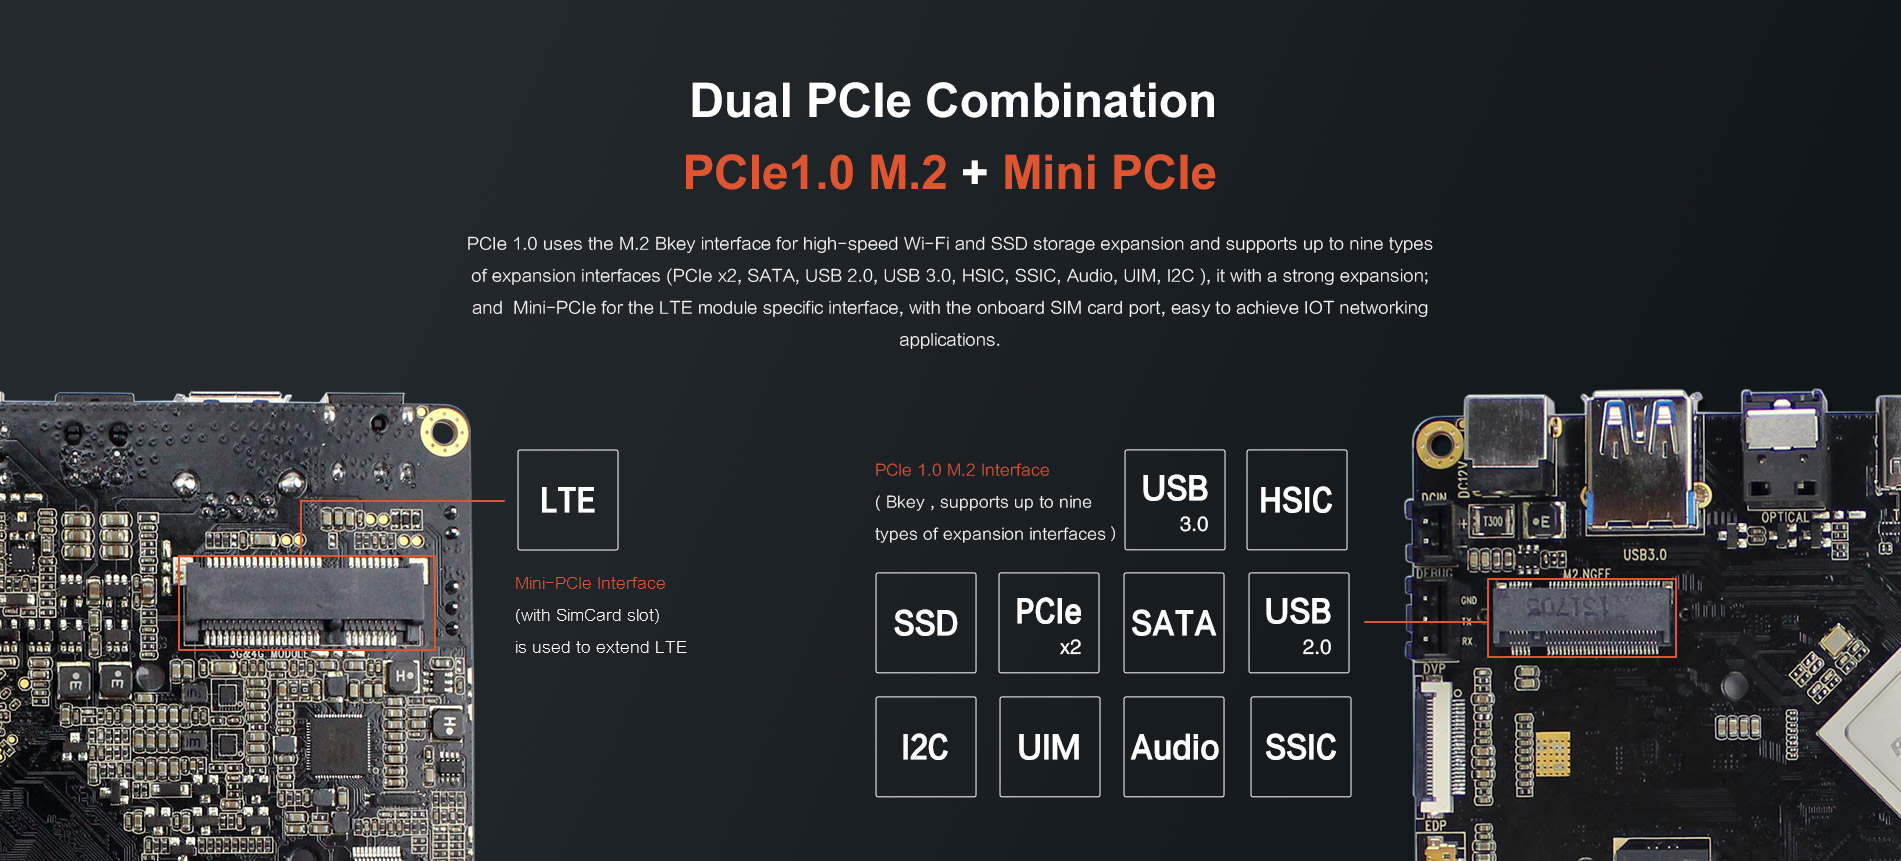 Dual PCIe Combination
PCIe1.0 M.2 + Mini PCIe
PCIe 1.0 uses the M.2 Bkey interface for high-speed Wi-Fi and SSD storage expansion and supports up to nine types
of expansion interfaces (PCIe x2, SATA, USB 2.0, USB 3.0, HSIC, SSIC, Audio, UIM, I2C ), it with a strong expansion;
and Mini-PCIe for the LTE module specific interface, with the onboard SIM card port, easy to achieve IOT networking
applications.
LTE
Mini-PCIe Interface
(with SimCard slot)
is used to extend LTE
3G&4G MODULE
PCIe 1.0 M.2 Interface
( Bkey , supports up to nine
types of expansion interfaces )
USB
3.0
HSIC
SSD
PCIe
x2
SATA
USB
2.0
I2C
UIM
Audio
SSIC
DC12V
DCIN
T300
E
OPTICAL
USB3.0
DEBUG
M2.NGFF
GND
TX
RX
DVP
EDP